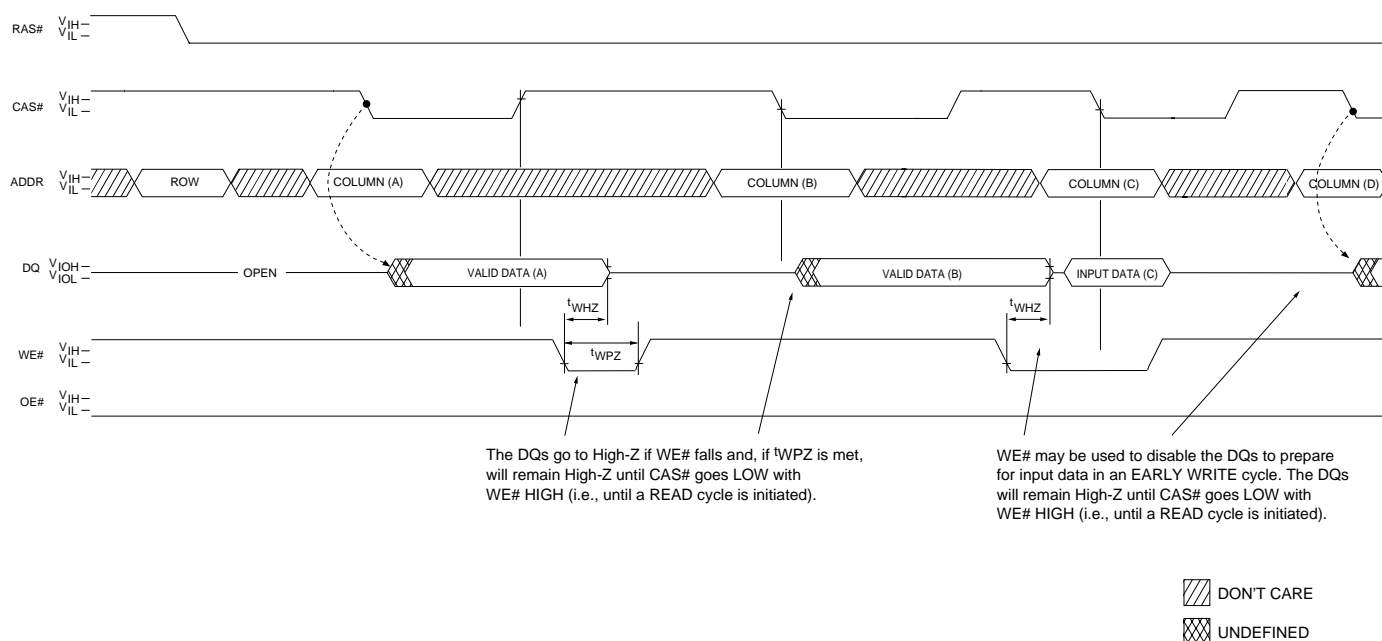 RAS# VIH VIL
CAS# VIH VIL
ADDR VIH VIL ROW COLUMN (A) COLUMN (B) COLUMN (C) COLUMN (D)
DQ VIOH VIOL OPEN VALID DATA (A) VALID DATA (B) INPUT DATA (C)
tWHZ tWHZ
tWPZ
WE# VIH VIL
OE# VIH VIL
The DQs go to High-Z if WE# falls and, if tWPZ is met,
will remain High-Z until CAS# goes LOW with
WE# HIGH (i.e., until a READ cycle is initiated).
WE# may be used to disable the DQs to prepare
for input data in an EARLY WRITE cycle. The DQs
will remain High-Z until CAS# goes LOW with
WE# HIGH (i.e., until a READ cycle is initiated).
DON'T CARE
UNDEFINED